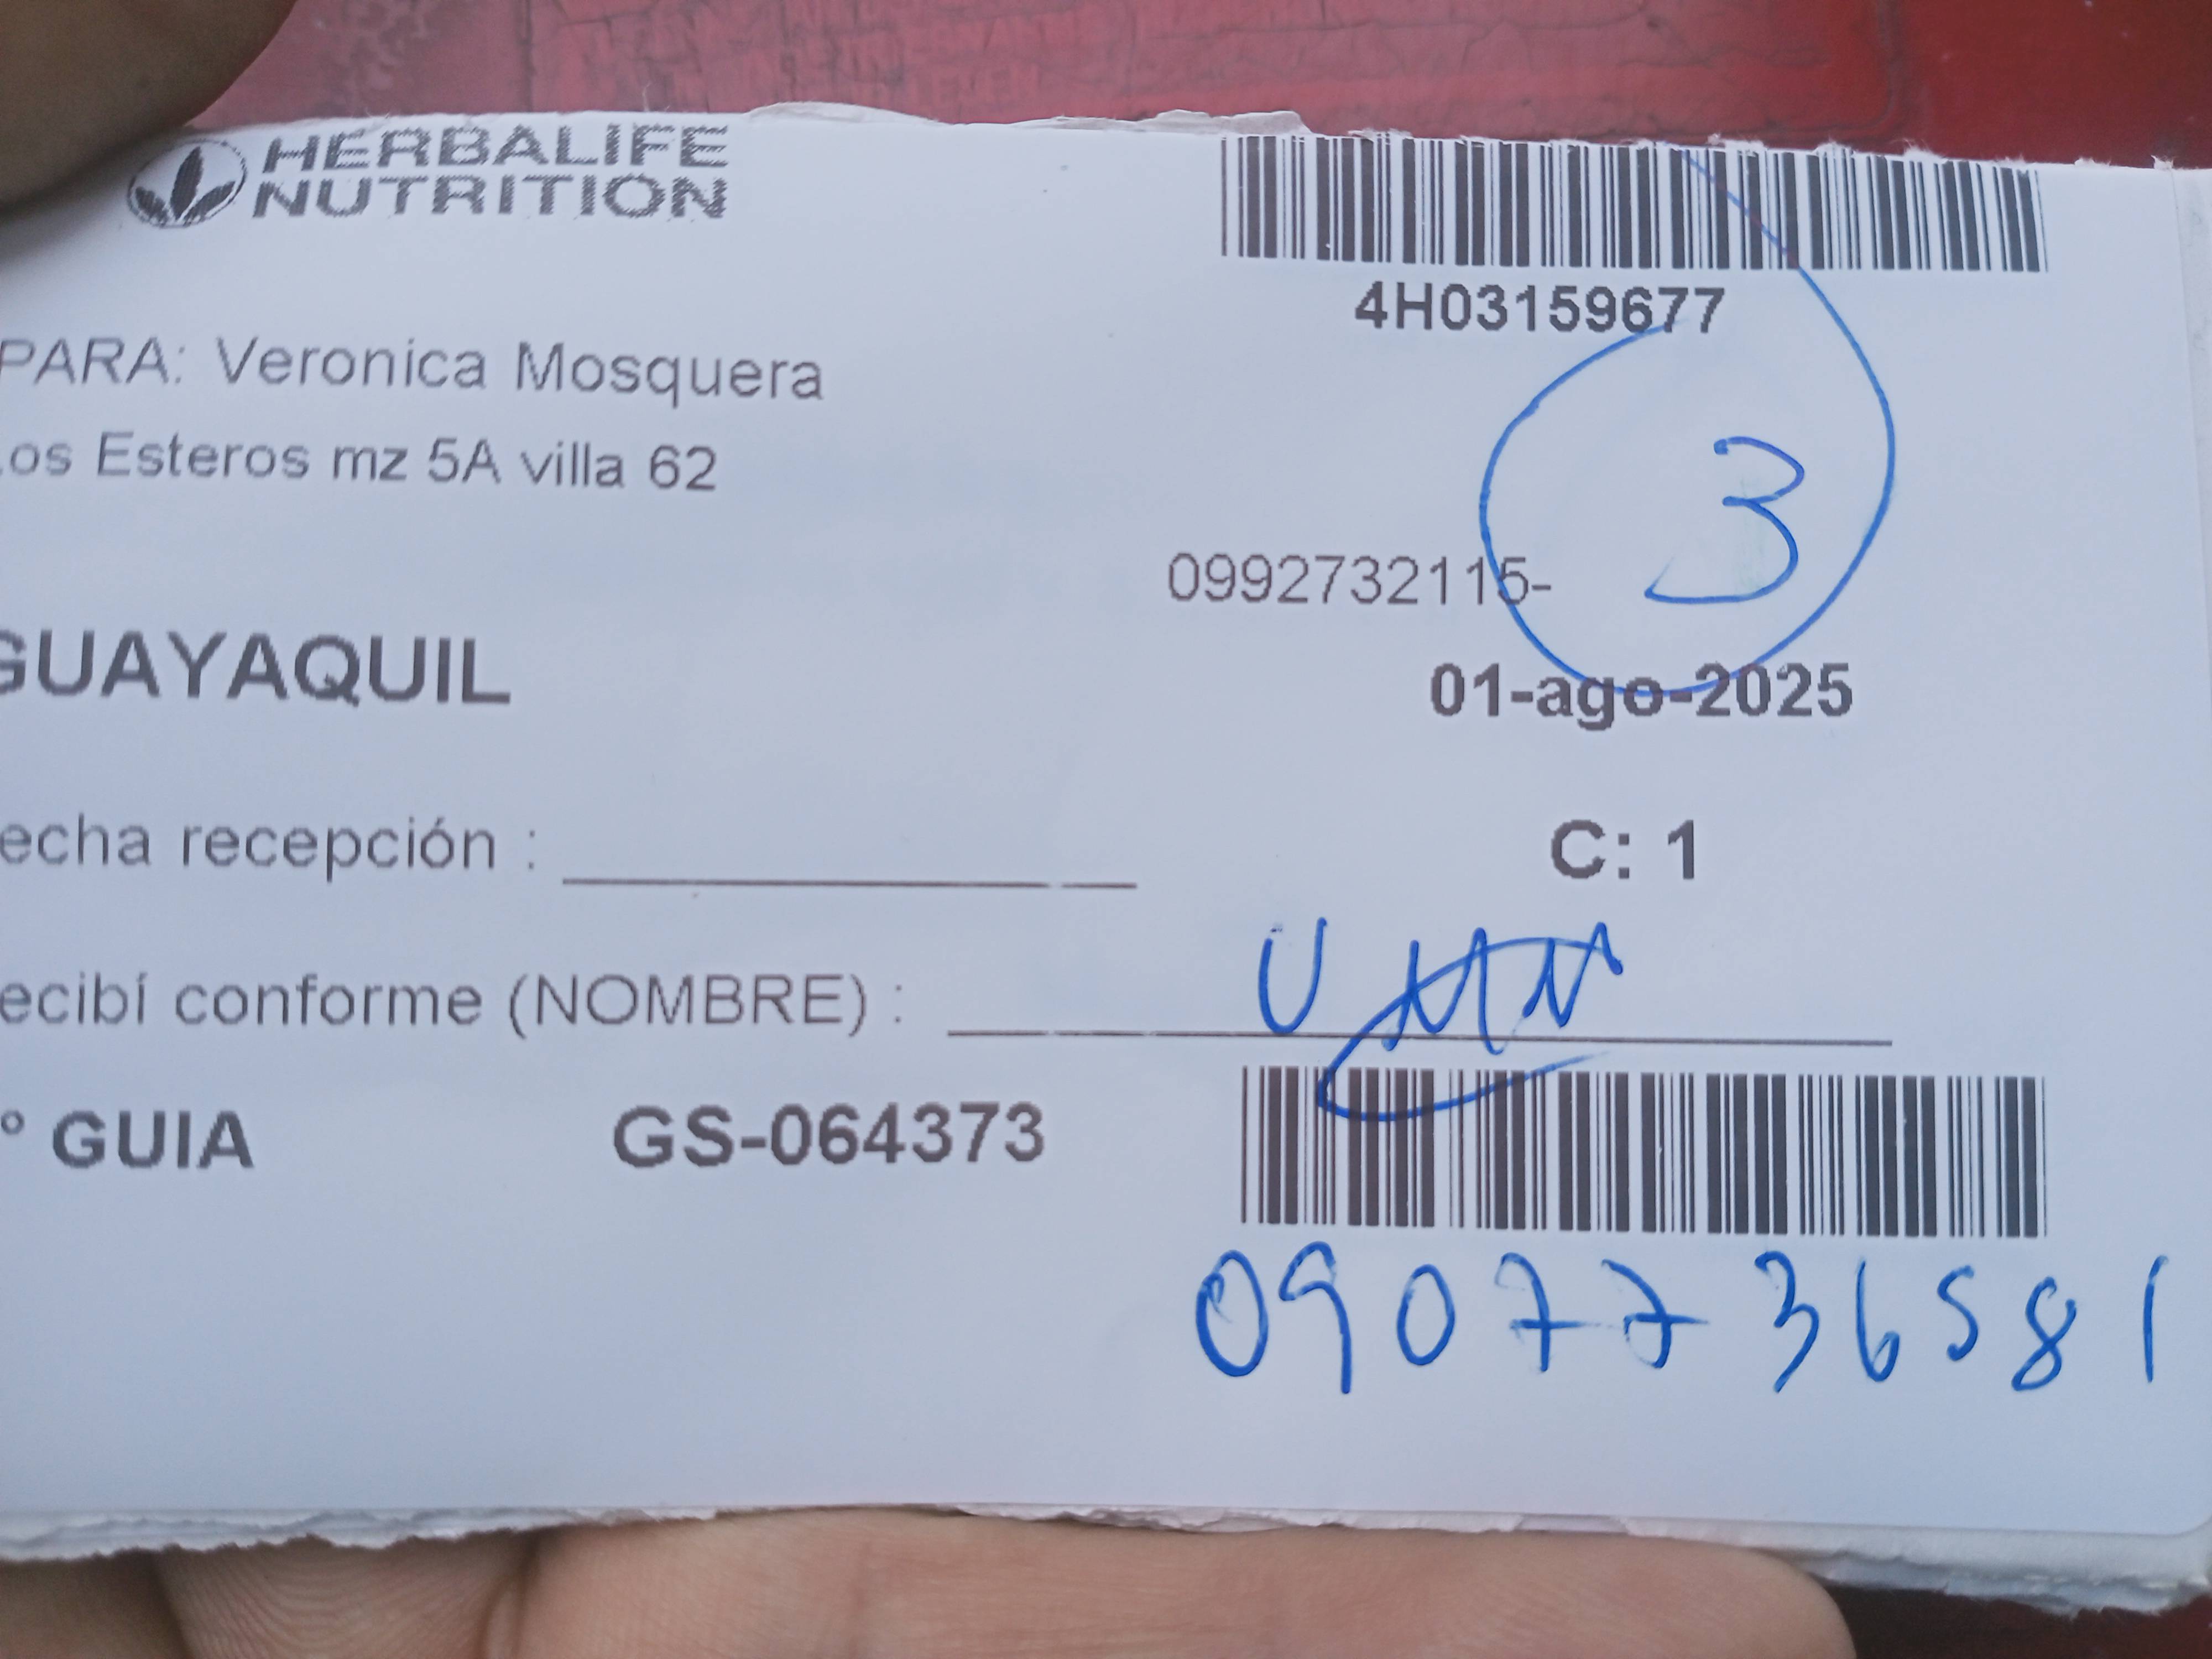 HERBALIFE
NUTRITION
4H03159677
PARA: Veronica Mosquera
os Esteros mz 5A villa 62
3
0992732115-
GUAYAQUIL
01-ago-2025
echa recepción :
C: 1
ecibí conforme (NOMBRE) :
° GUIA GS-064373
0907736581